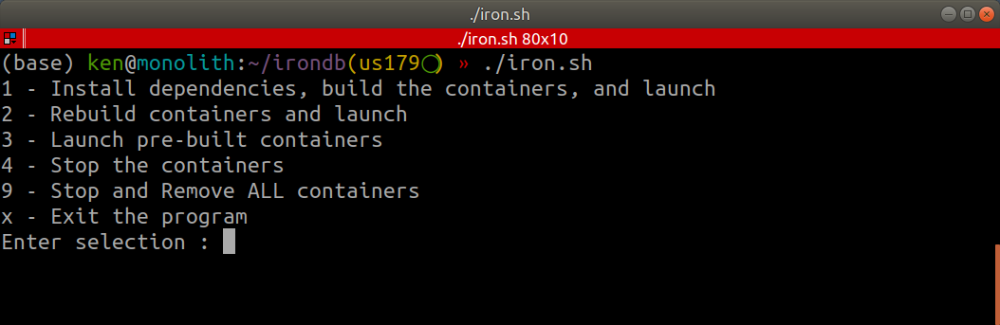 ./iron.sh
./iron.sh 80x10
(base) ken@monolith:~/irondb(us179○) » ./iron.sh
1 - Install dependencies, build the containers, and launch
2 - Rebuild containers and launch
3 - Launch pre-built containers
4 - Stop the containers
9 - Stop and Remove ALL containers
x - Exit the program
Enter selection :